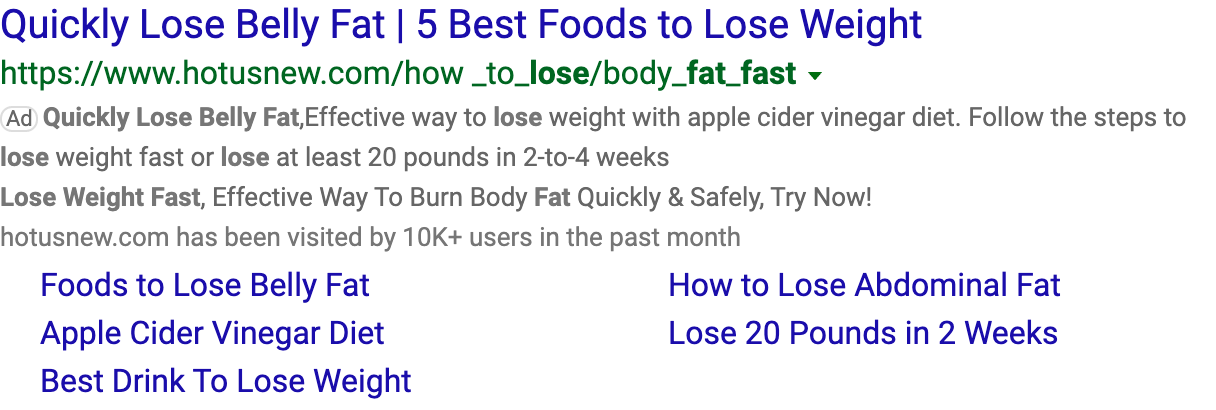 Quickly Lose Belly Fat | 5 Best Foods to Lose Weight
https://www.hotusnew.com/how _to_lose/body_fat_fast
Ad Quickly Lose Belly Fat,Effective way to lose weight with apple cider vinegar diet. Follow the steps to
lose weight fast or lose at least 20 pounds in 2-to-4 weeks
Lose Weight Fast, Effective Way To Burn Body Fat Quickly & Safely, Try Now!
hotusnew.com has been visited by 10K+ users in the past month
Foods to Lose Belly Fat
How to Lose Abdominal Fat
Apple Cider Vinegar Diet
Lose 20 Pounds in 2 Weeks
Best Drink To Lose Weight